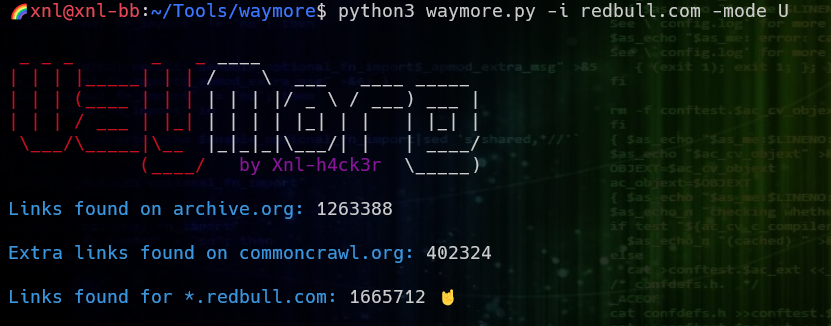 🌈xnl@xnl-bb:~/Tools/waymore$ python3 waymore.py -i redbull.com -mode U
waymore
by Xnl-h4ck3r
Links found on archive.org: 1263388
Extra links found on commoncrawl.org: 402324
Links found for *.redbull.com: 1665712 🤘